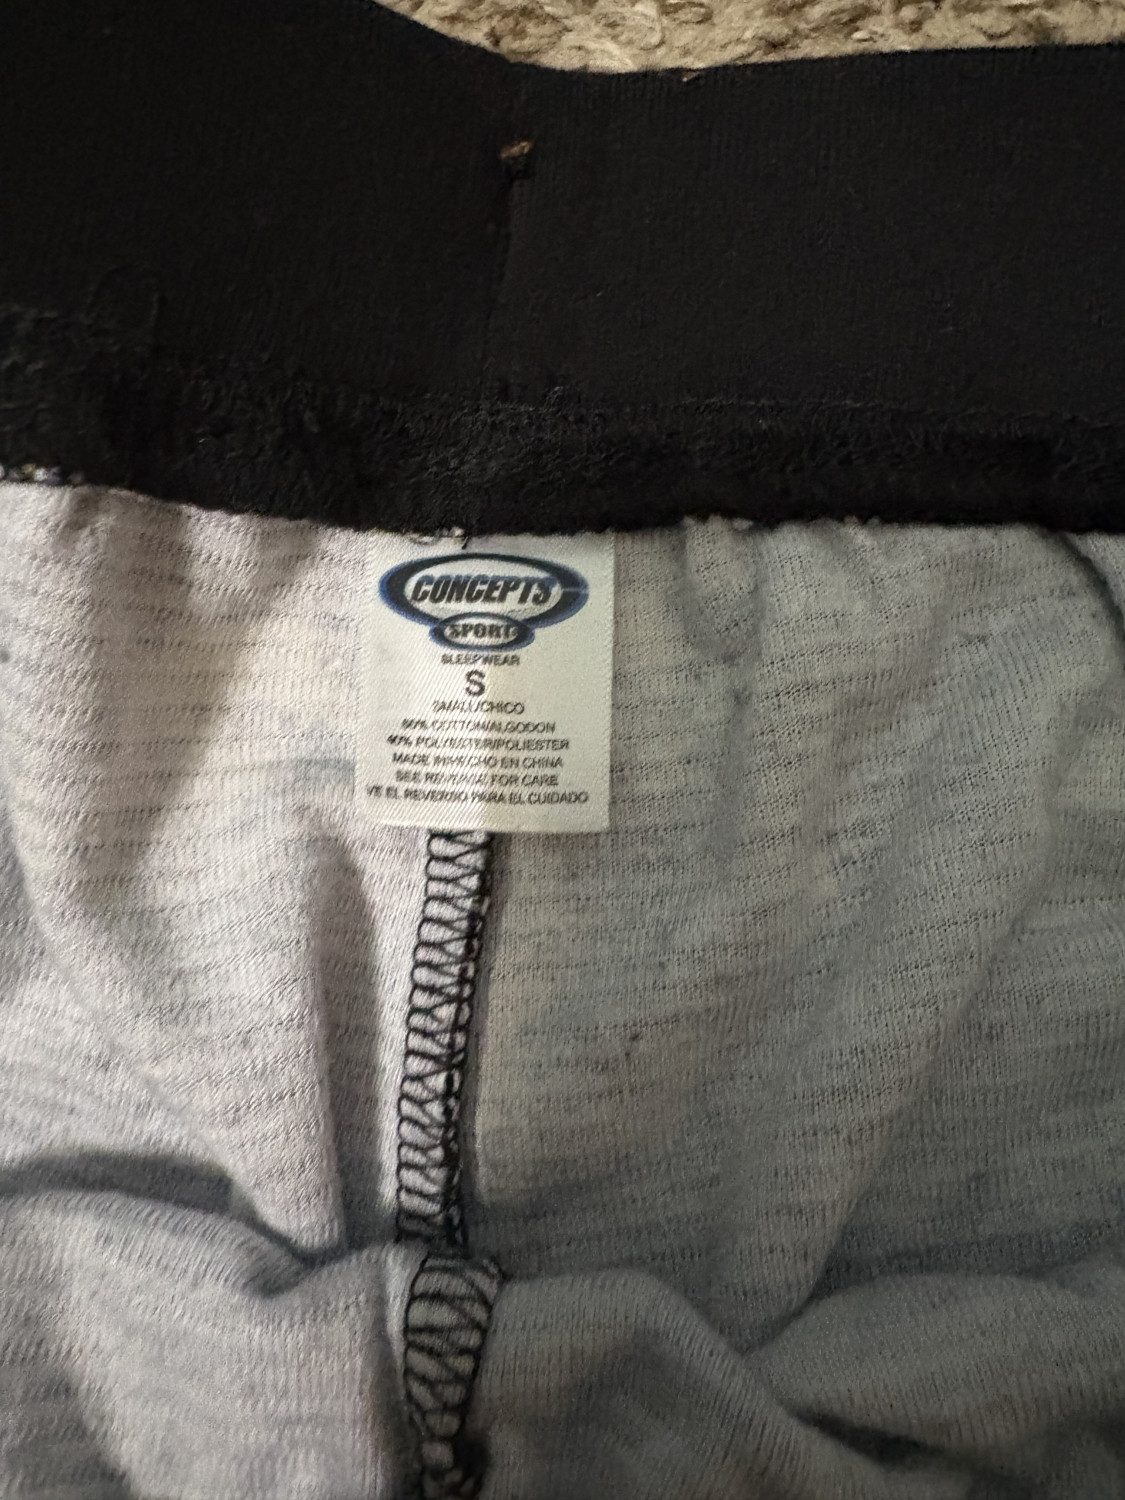 CONCEPTS
SPORT
SLEEPWEAR
S
SMALL/CHICO
60% COTTON/ALGODON
40% POLYESTER/POLIESTER
MADE IN/HECHO EN CHINA
SEE REVERSE FOR CARE
VE EL REVERSO PARA EL CUIDADO